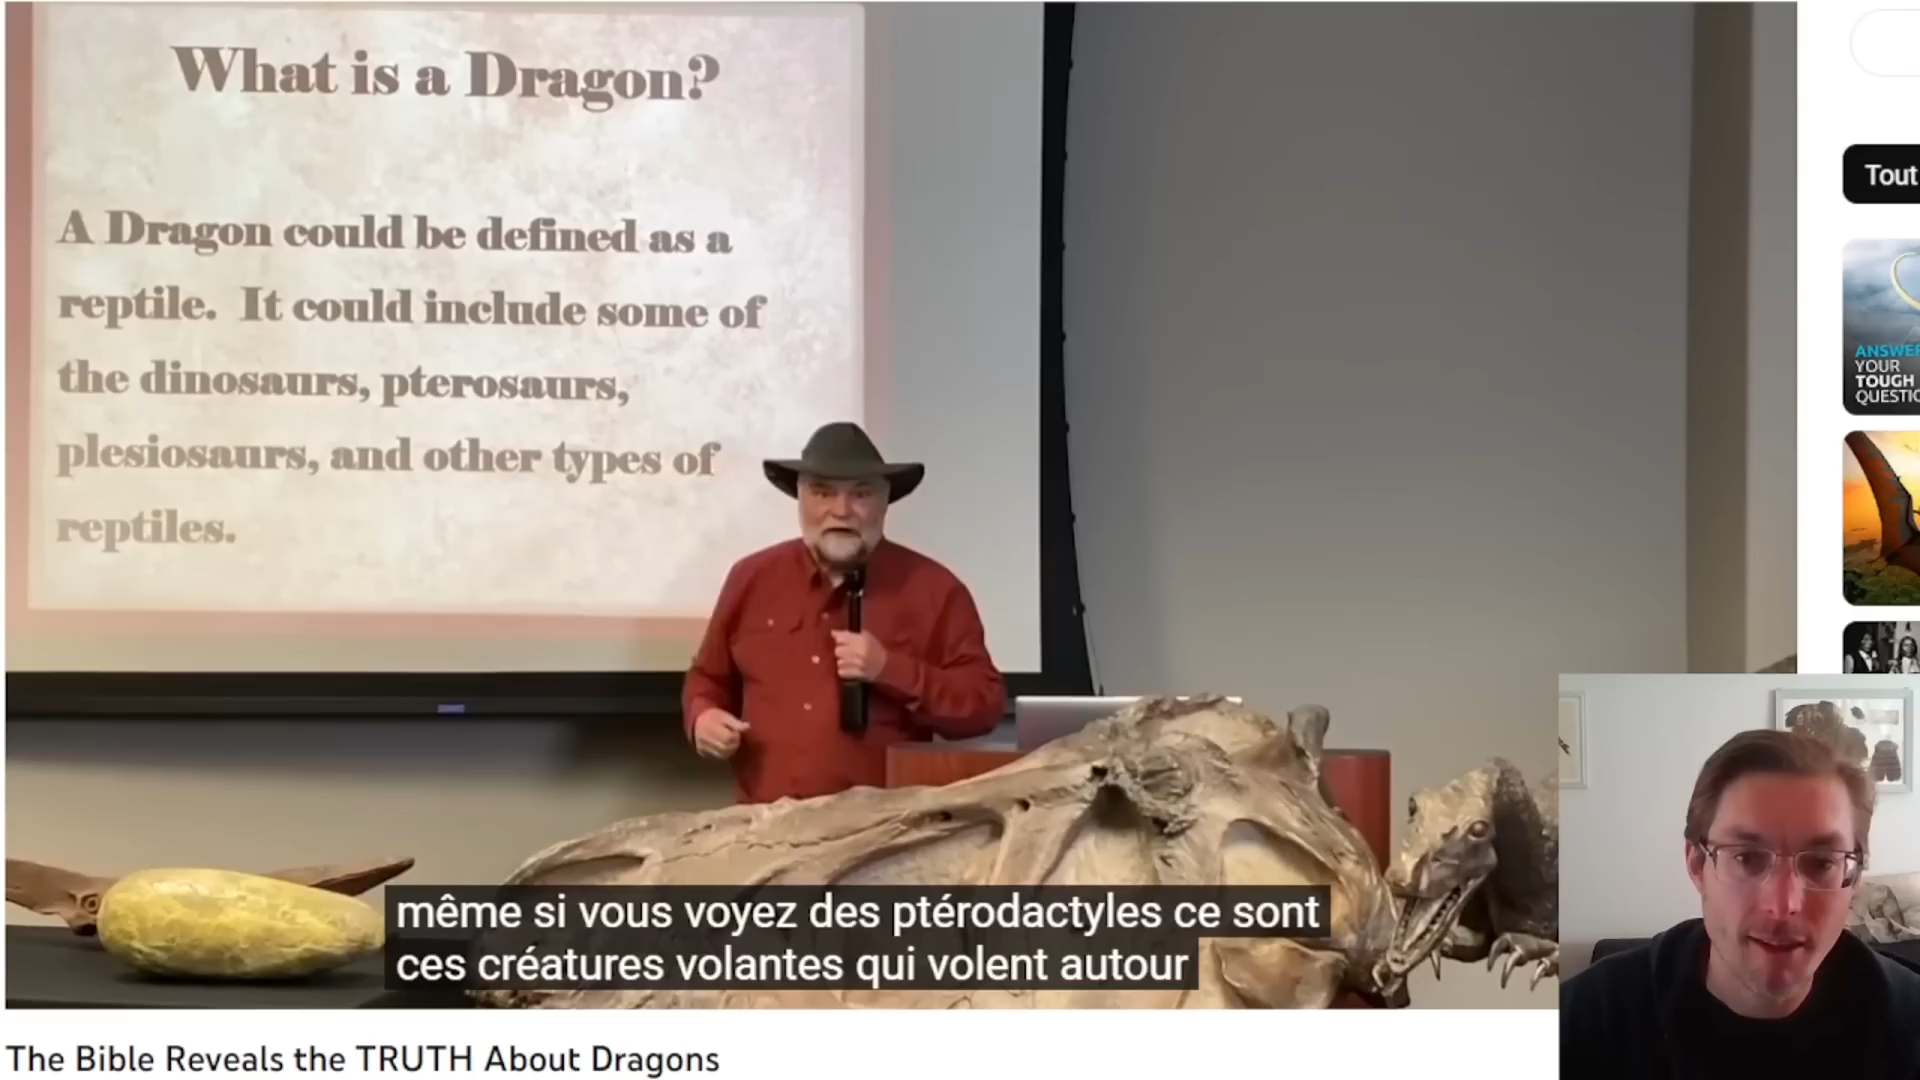 What is a Dragon?
A Dragon could be defined as a
reptile. It could include some of
the dinosaurs, pterosaurs,
plesiosaurs, and other types of
reptiles.
même si vous voyez des ptérodactyles ce sont
ces créatures volantes qui volent autour
The Bible Reveals the TRUTH About Dragons
Tout
YOUR
TOUGH